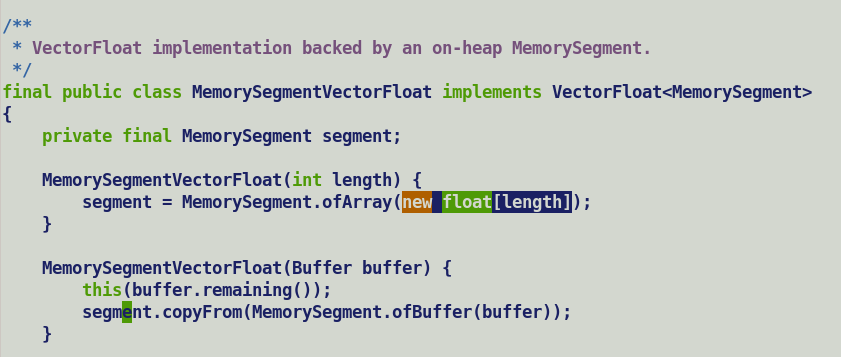 /**
 * VectorFloat implementation backed by an on-heap MemorySegment.
 */
final public class MemorySegmentVectorFloat implements VectorFloat<MemorySegment>
{
    private final MemorySegment segment;

    MemorySegmentVectorFloat(int length) {
        segment = MemorySegment.ofArray(new float[length]);
    }

    MemorySegmentVectorFloat(Buffer buffer) {
        this(buffer.remaining());
        segment.copyFrom(MemorySegment.ofBuffer(buffer));
    }